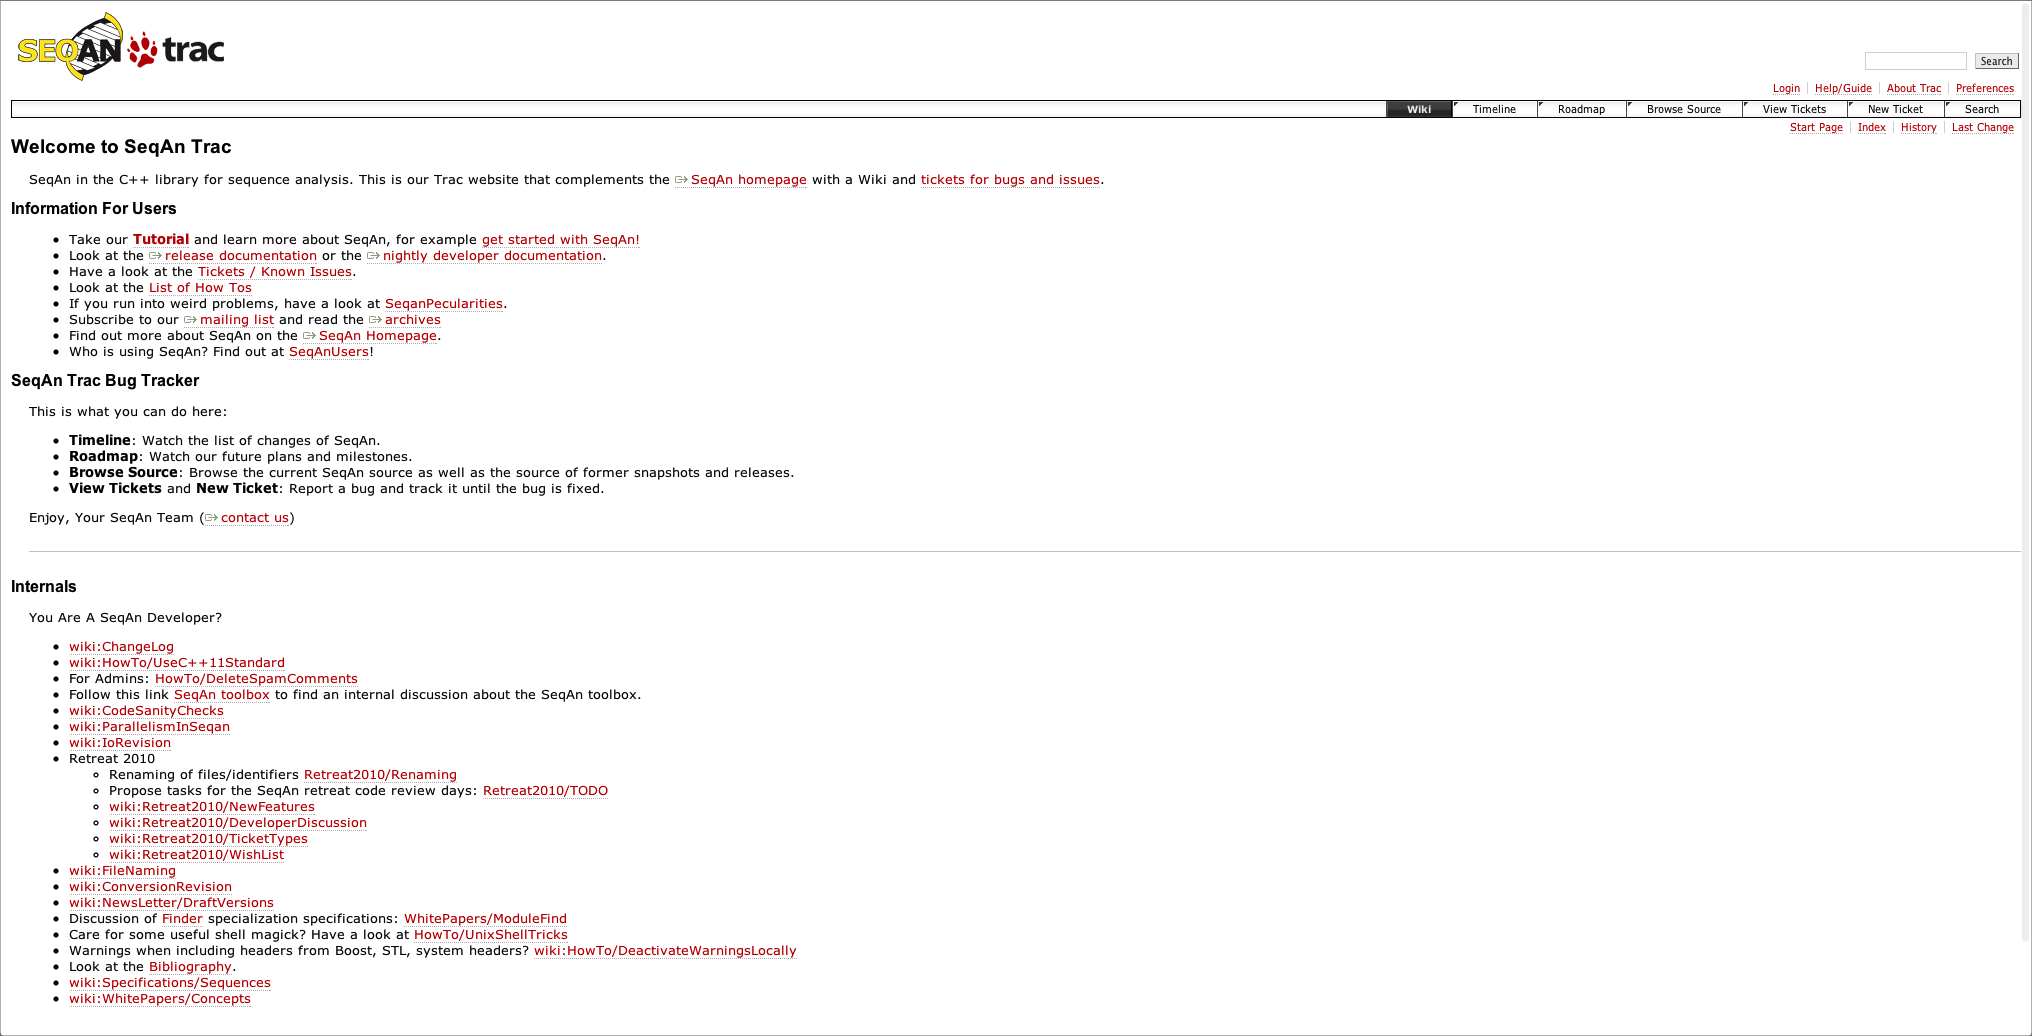 SEQAN trac
Search
Login Help/Guide About Trac Preferences
Wiki Timeline Roadmap Browse Source View Tickets New Ticket Search
Start Page Index History Last Change
Welcome to SeqAn Trac
SeqAn in the C++ library for sequence analysis. This is our Trac website that complements the SeqAn homepage with a Wiki and tickets for bugs and issues.
Information For Users
Take our Tutorial and learn more about SeqAn, for example get started with SeqAn!
Look at the release documentation or the nightly developer documentation.
Have a look at the Tickets / Known Issues.
Look at the List of How Tos
If you run into weird problems, have a look at SeqanPecularities.
Subscribe to our mailing list and read the archives
Find out more about SeqAn on the SeqAn Homepage.
Who is using SeqAn? Find out at SeqAnUsers!
SeqAn Trac Bug Tracker
This is what you can do here:
Timeline: Watch the list of changes of SeqAn.
Roadmap: Watch our future plans and milestones.
Browse Source: Browse the current SeqAn source as well as the source of former snapshots and releases.
View Tickets and New Ticket: Report a bug and track it until the bug is fixed.
Enjoy, Your SeqAn Team (contact us)
Internals
You Are A SeqAn Developer?
wiki:ChangeLog
wiki:HowTo/UseC++11Standard
For Admins: HowTo/DeleteSpamComments
Follow this link SeqAn toolbox to find an internal discussion about the SeqAn toolbox.
wiki:CodeSanityChecks
wiki:ParallelismInSeqan
wiki:IoRevision
Retreat 2010
Renaming of files/identifiers Retreat2010/Renaming
Propose tasks for the SeqAn retreat code review days: Retreat2010/TODO
wiki:Retreat2010/NewFeatures
wiki:Retreat2010/DeveloperDiscussion
wiki:Retreat2010/TicketTypes
wiki:Retreat2010/WishList
wiki:FileNaming
wiki:ConversionRevision
wiki:NewsLetter/DraftVersions
Discussion of Finder specialization specifications: WhitePapers/ModuleFind
Care for some useful shell magick? Have a look at HowTo/UnixShellTricks
Warnings when including headers from Boost, STL, system headers? wiki:HowTo/DeactivateWarningsLocally
Look at the Bibliography.
wiki:Specifications/Sequences
wiki:WhitePapers/Concepts